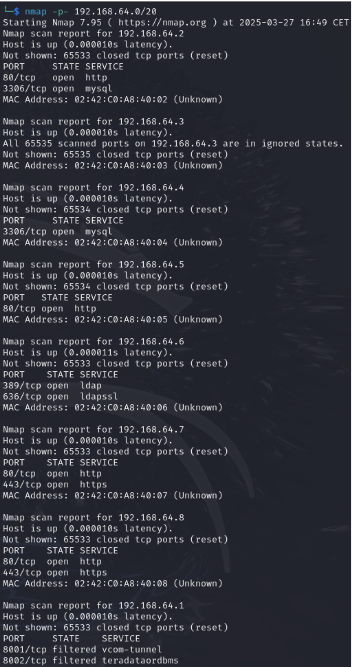 └─$ nmap -p- 192.168.64.0/20
Starting Nmap 7.95 ( https://nmap.org ) at 2025-03-27 16:49 CET
Nmap scan report for 192.168.64.2
Host is up (0.000010s latency).
Not shown: 65533 closed tcp ports (reset)
PORT     STATE SERVICE
80/tcp   open  http
3306/tcp open  mysql
MAC Address: 02:42:C0:A8:40:02 (Unknown)

Nmap scan report for 192.168.64.3
Host is up (0.000010s latency).
All 65535 scanned ports on 192.168.64.3 are in ignored states.
Not shown: 65535 closed tcp ports (reset)
MAC Address: 02:42:C0:A8:40:03 (Unknown)

Nmap scan report for 192.168.64.4
Host is up (0.000010s latency).
Not shown: 65534 closed tcp ports (reset)
PORT     STATE SERVICE
3306/tcp open  mysql
MAC Address: 02:42:C0:A8:40:04 (Unknown)

Nmap scan report for 192.168.64.5
Host is up (0.000010s latency).
Not shown: 65534 closed tcp ports (reset)
PORT   STATE SERVICE
80/tcp open  http
MAC Address: 02:42:C0:A8:40:05 (Unknown)

Nmap scan report for 192.168.64.6
Host is up (0.000011s latency).
Not shown: 65533 closed tcp ports (reset)
PORT    STATE SERVICE
389/tcp open  ldap
636/tcp open  ldapssl
MAC Address: 02:42:C0:A8:40:06 (Unknown)

Nmap scan report for 192.168.64.7
Host is up (0.000010s latency).
Not shown: 65533 closed tcp ports (reset)
PORT    STATE SERVICE
80/tcp  open  http
443/tcp open  https
MAC Address: 02:42:C0:A8:40:07 (Unknown)

Nmap scan report for 192.168.64.8
Host is up (0.000010s latency).
Not shown: 65533 closed tcp ports (reset)
PORT    STATE SERVICE
80/tcp  open  http
443/tcp open  https
MAC Address: 02:42:C0:A8:40:08 (Unknown)

Nmap scan report for 192.168.64.1
Host is up (0.000010s latency).
Not shown: 65533 closed tcp ports (reset)
PORT     STATE    SERVICE
8001/tcp filtered vcom-tunnel
8002/tcp filtered teradataordbms